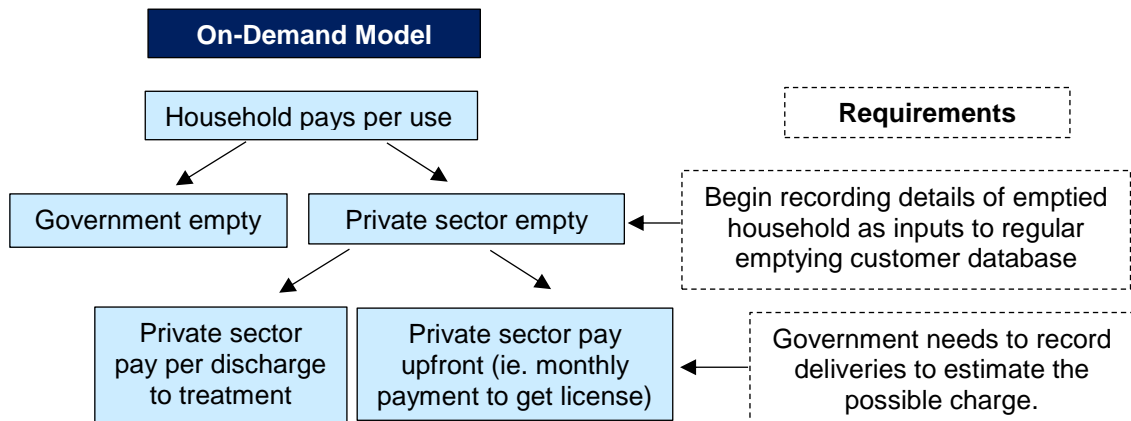 On-Demand Model
Household pays per use
Requirements
Government empty
Private sector empty
Begin recording details of emptied
household as inputs to regular
emptying customer database
Private sector
pay per discharge
to treatment
Private sector pay
upfront (ie. monthly
payment to get license)
Government needs to record
deliveries to estimate the
possible charge.